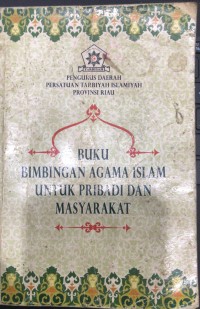 PENGURUS DAERAH
PERSATUAN TARBIYAH ISLAMIYAH
PROVINSI RIAU
BUKU
BIMBINGAN AGAMA ISLAM
UNTUK PRIBADI DAN
MASYARAKAT